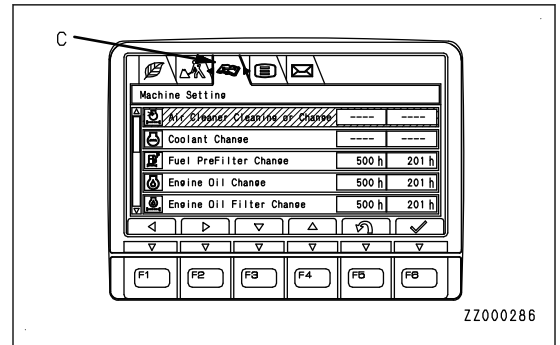 C
Machine Setting
Air Cleaner Cleaning or Change ---- ----
Coolant Change ---- ----
Fuel PreFilter Change 500 h 201 h
Engine Oil Change 500 h 201 h
Engine Oil Filter Change 500 h 201 h
F1 F2 F3 F4 F5 F6
ZZ000286